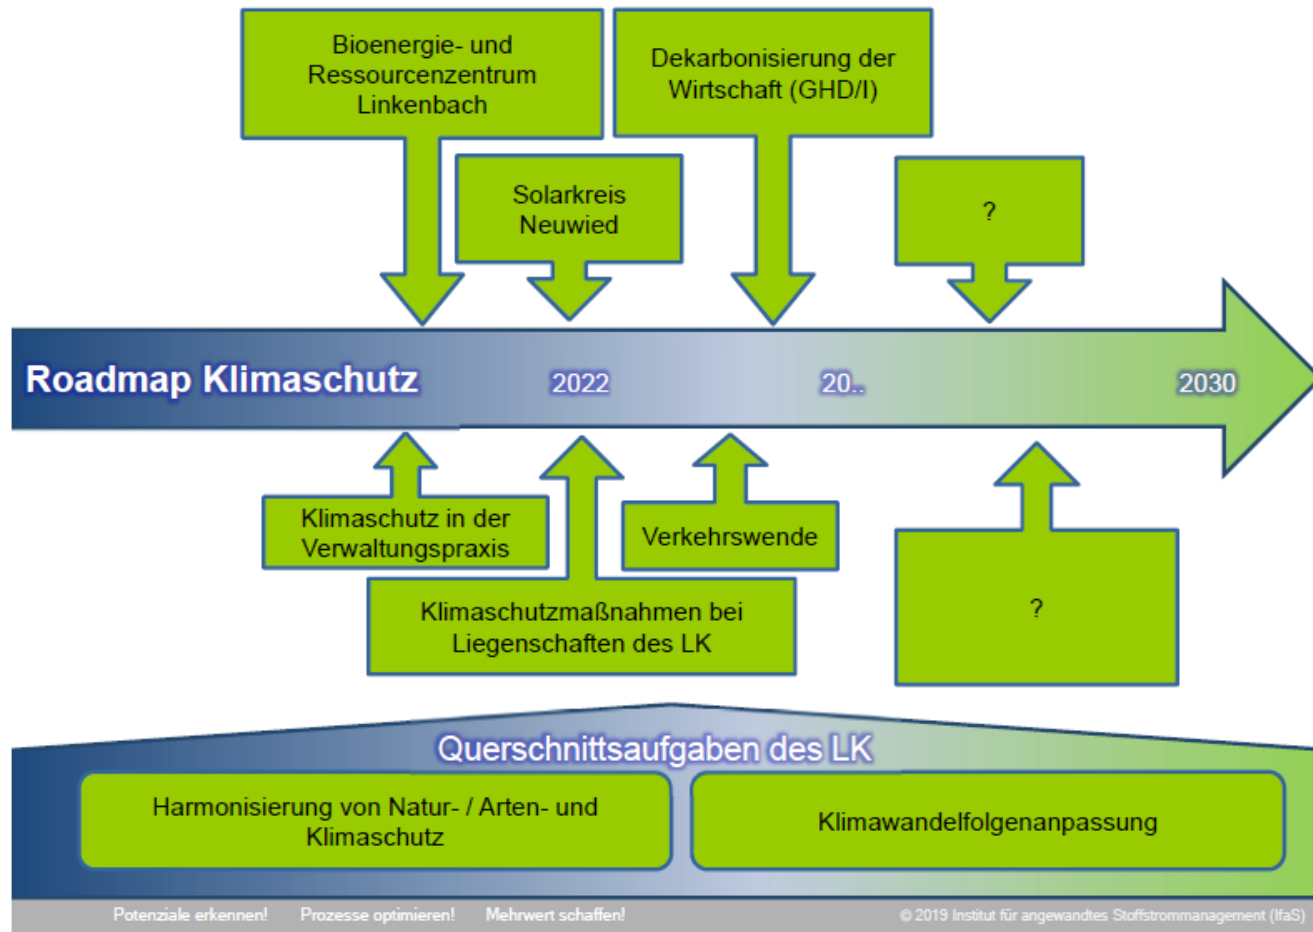 Bioenergie- und
Ressourcenzentrum
Linkenbach
Dekarbonisierung der
Wirtschaft (GHD/I)
Solarkreis
Neuwied
?
Roadmap Klimaschutz
2022
20..
2030
Klimaschutz in der
Verwaltungspraxis
Verkehrswende
Klimaschutzmaßnahmen bei
Liegenschaften des LK
?
Querschnittsaufgaben des LK
Harmonisierung von Natur- / Arten- und
Klimaschutz
Klimawandelfolgenanpassung
Potenziale erkennen! Prozesse optimieren! Mehrwert schaffen!
© 2019 Institut für angewandtes Stoffstrommanagement (IfaS)